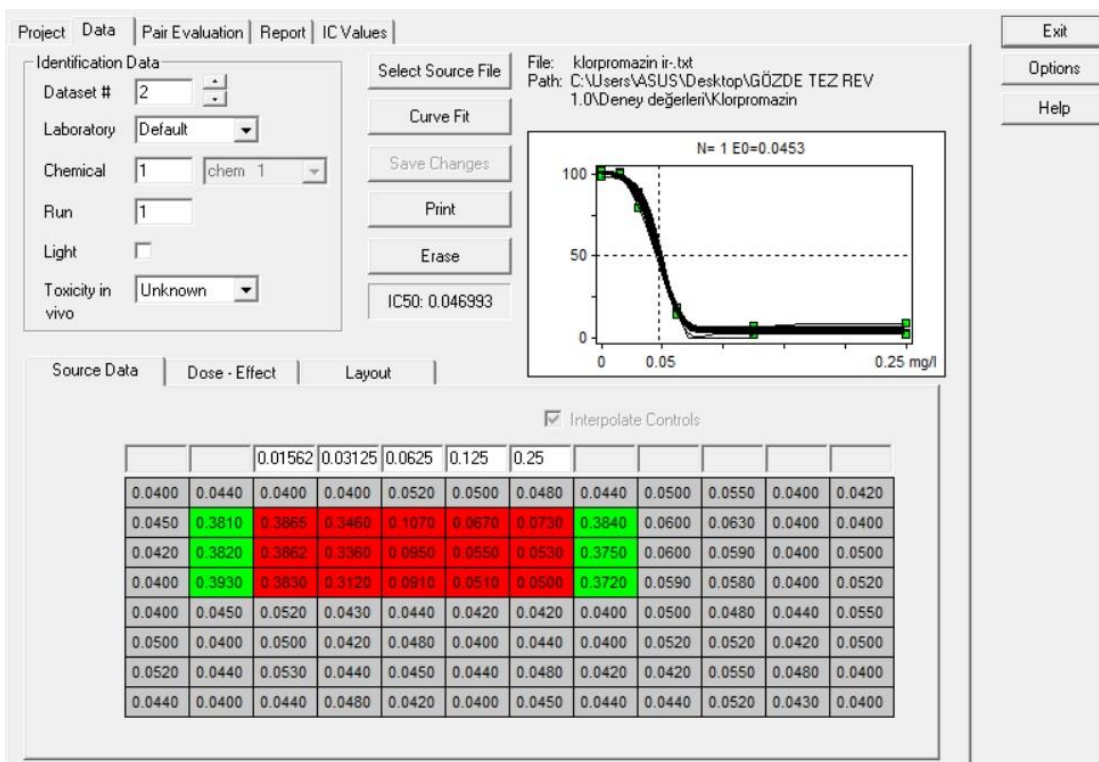 Project Data Pair Evaluation Report IC Values
Exit
Options
Help
Identification Data
Dataset # 2
Laboratory Default
Chemical 1 chem 1
Run 1
Light
Toxicity in vivo Unknown
Select Source File
Curve Fit
Save Changes
Print
Erase
IC50: 0.046993
File: klorpromazin ir-.txt
Path: C:\Users\ASUS\Desktop\GÖZDE TEZ REV
1.0\Deney değerleri\Klorpromazin
N= 1 E0=0.0453
100
50
0
0 0.05 0.25 mg/l
Source Data Dose - Effect Layout
Interpolate Controls
0.01562 0.03125 0.0625 0.125 0.25
0.0400 0.0440 0.0400 0.0400 0.0520 0.0500 0.0480 0.0440 0.0500 0.0550 0.0400 0.0420
0.0450 0.3810 0.3865 0.3460 0.1070 0.0670 0.0730 0.3840 0.0600 0.0630 0.0400 0.0400
0.0420 0.3820 0.3862 0.3360 0.0950 0.0550 0.0530 0.3750 0.0600 0.0590 0.0400 0.0500
0.0400 0.3930 0.3830 0.3120 0.0910 0.0510 0.0500 0.3720 0.0590 0.0580 0.0400 0.0520
0.0400 0.0450 0.0520 0.0430 0.0440 0.0420 0.0420 0.0400 0.0500 0.0480 0.0440 0.0550
0.0500 0.0400 0.0500 0.0420 0.0480 0.0400 0.0440 0.0400 0.0520 0.0520 0.0420 0.0500
0.0520 0.0440 0.0530 0.0440 0.0450 0.0440 0.0480 0.0420 0.0420 0.0550 0.0480 0.0400
0.0440 0.0400 0.0440 0.0480 0.0420 0.0400 0.0450 0.0440 0.0440 0.0520 0.0430 0.0400